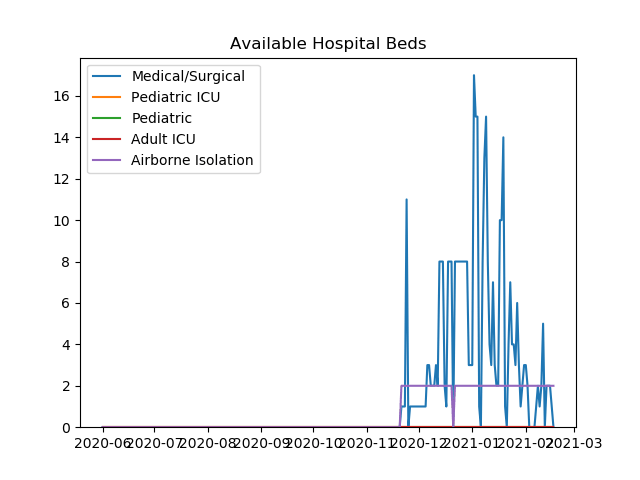 Available Hospital Beds
Medical/Surgical
Pediatric ICU
Pediatric
Adult ICU
Airborne Isolation
16
14
12
10
8
6
4
2
0
2020-06 2020-07 2020-08 2020-09 2020-10 2020-11 2020-12 2021-01 2021-02 2021-03